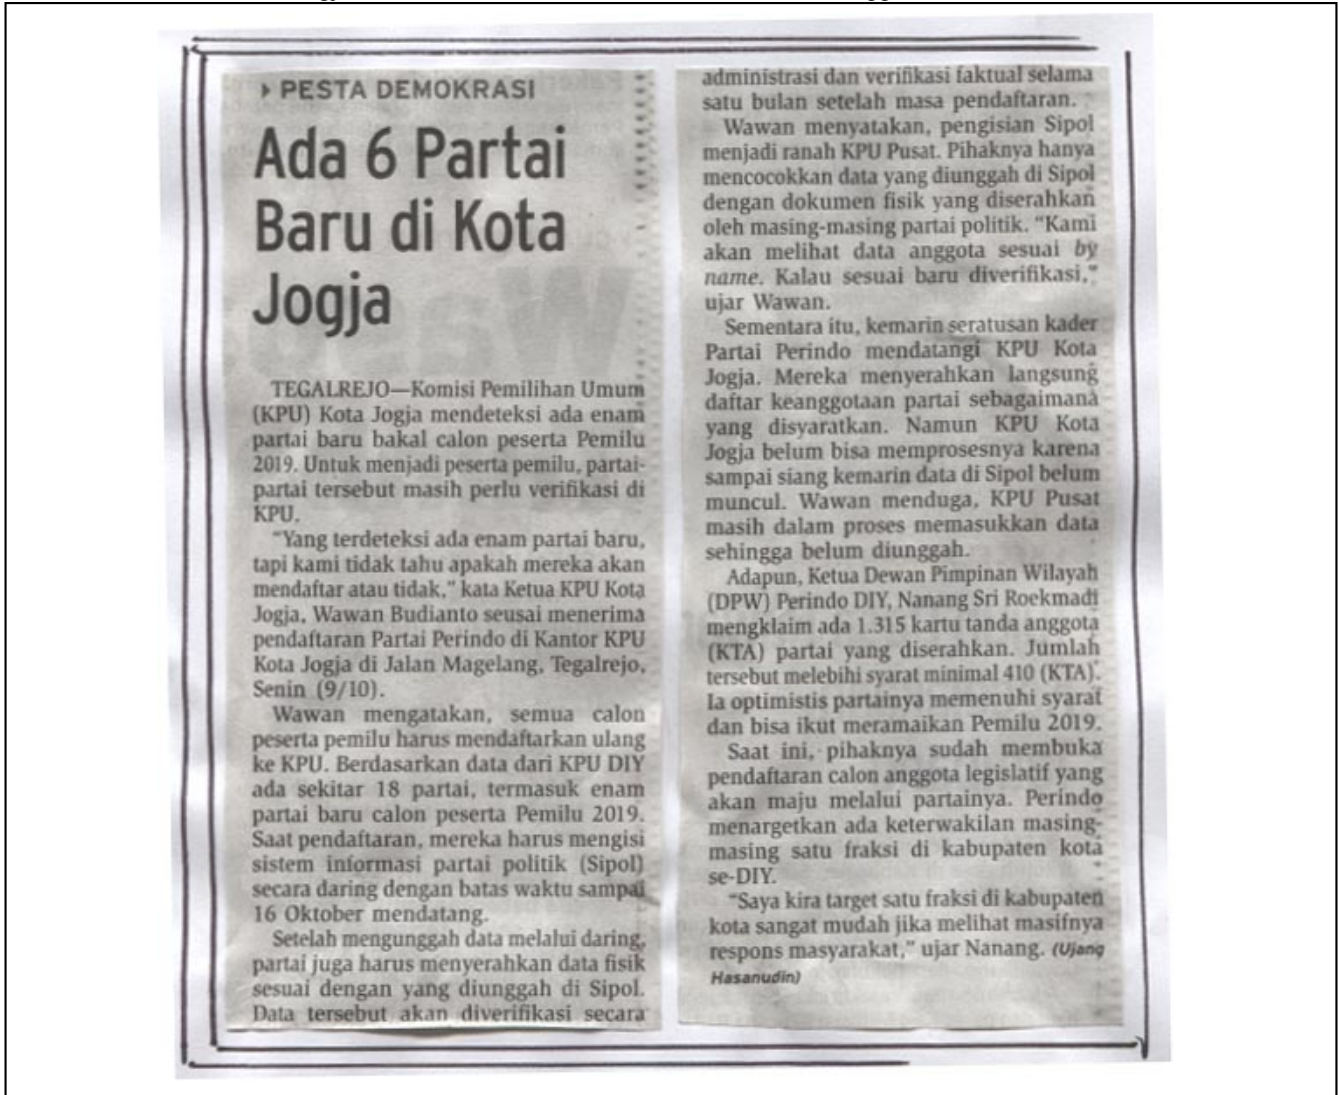 PESTA DEMOKRASI
Ada 6 Partai
Baru di Kota
Jogja
TEGALREJO—Komisi Pemilihan Umum
(KPU) Kota Jogja mendeteksi ada enam
partai baru bakal calon peserta Pemilu
2019. Untuk menjadi peserta pemilu, partai-
partai tersebut masih perlu verifikasi di
KPU.
"Yang terdeteksi ada enam partai baru,
tapi kami tidak tahu apakah mereka akan
mendaftar atau tidak," kata Ketua KPU Kota
Jogja, Wawan Budianto seusai menerima
pendaftaran Partai Perindo di Kantor KPU
Kota Jogja di Jalan Magelang, Tegalrejo,
Senin (9/10).
Wawan mengatakan, semua calon
peserta pemilu harus mendaftarkan ulang
ke KPU. Berdasarkan data dari KPU DIY
ada sekitar 18 partai, termasuk enam
partai baru calon peserta Pemilu 2019.
Saat pendaftaran, mereka harus mengisi
sistem informasi partai politik (Sipol)
secara daring dengan batas waktu sampai
16 Oktober mendatang.
Setelah mengunggah data melalui daring,
partai juga harus menyerahkan data fisik
sesuai dengan yang diunggah di Sipol.
Data tersebut akan diverifikasi secara
administrasi dan verifikasi faktual selama
satu bulan setelah masa pendaftaran.
Wawan menyatakan, pengisian Sipol
menjadi ranah KPU Pusat. Pihaknya hanya
mencocokkan data yang diunggah di Sipol
dengan dokumen fisik yang diserahkan
oleh masing-masing partai politik. "Kami
akan melihat data anggota sesuai by
name. Kalau sesuai baru diverifikasi,"
ujar Wawan.
Sementara itu, kemarin seratusan kader
Partai Perindo mendatangi KPU Kota
Jogja. Mereka menyerahkan langsung
daftar keanggotaan partai sebagaimana
yang disyaratkan. Namun KPU Kota
Jogja belum bisa memprosesnya karena
sampai siang kemarin data di Sipol belum
muncul. Wawan menduga, KPU Pusat
masih dalam proses memasukkan data
sehingga belum diunggah.
Adapun, Ketua Dewan Pimpinan Wilayah
(DPW) Perindo DIY, Nanang Sri Roekmadi
mengklaim ada 1.315 kartu tanda anggota
(KTA) partai yang diserahkan. Jumlah
tersebut melebihi syarat minimal 410 (KTA).
Ia optimistis partainya memenuhi syarat
dan bisa ikut meramaikan Pemilu 2019.
Saat ini, pihaknya sudah membuka
pendaftaran calon anggota legislatif yang
akan maju melalui partainya. Perindo
menargetkan ada keterwakilan masing-
masing satu fraksi di kabupaten kota
se-DIY.
"Saya kira target satu fraksi di kabupaten
kota sangat mudah jika melihat masifnya
respons masyarakat," ujar Nanang. (Ujang
Hasanudin)